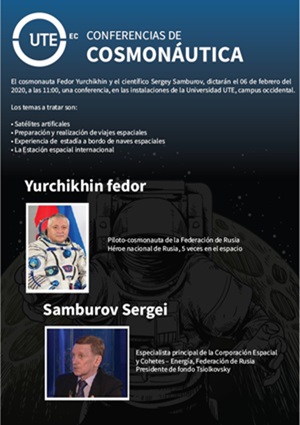 UTE EC
CONFERENCIAS DE
COSMONÁUTICA
El cosmonauta Fedor Yurchikhin y el científico Sergey Samburov, dictarán el 06 de febrero del
2020, a las 11:00, una conferencia, en las instalaciones de la Universidad UTE, campus occidental.
Los temas a tratar son:
• Satélites artificales
• Preparación y realización de viajes espaciales
• Experiencia de estadía a bordo de naves espaciales
• La Estación espacial internacional
Yurchikhin fedor
Piloto-cosmonauta de la Federación de Rusia
Héroe nacional de Rusia, 5 veces en el espacio
Samburov Sergei
Especialista principal de la Corporación Espacial
y Cohetes – Energía, Federación de Rusia
Presidente de fondo Tsiolkovsky